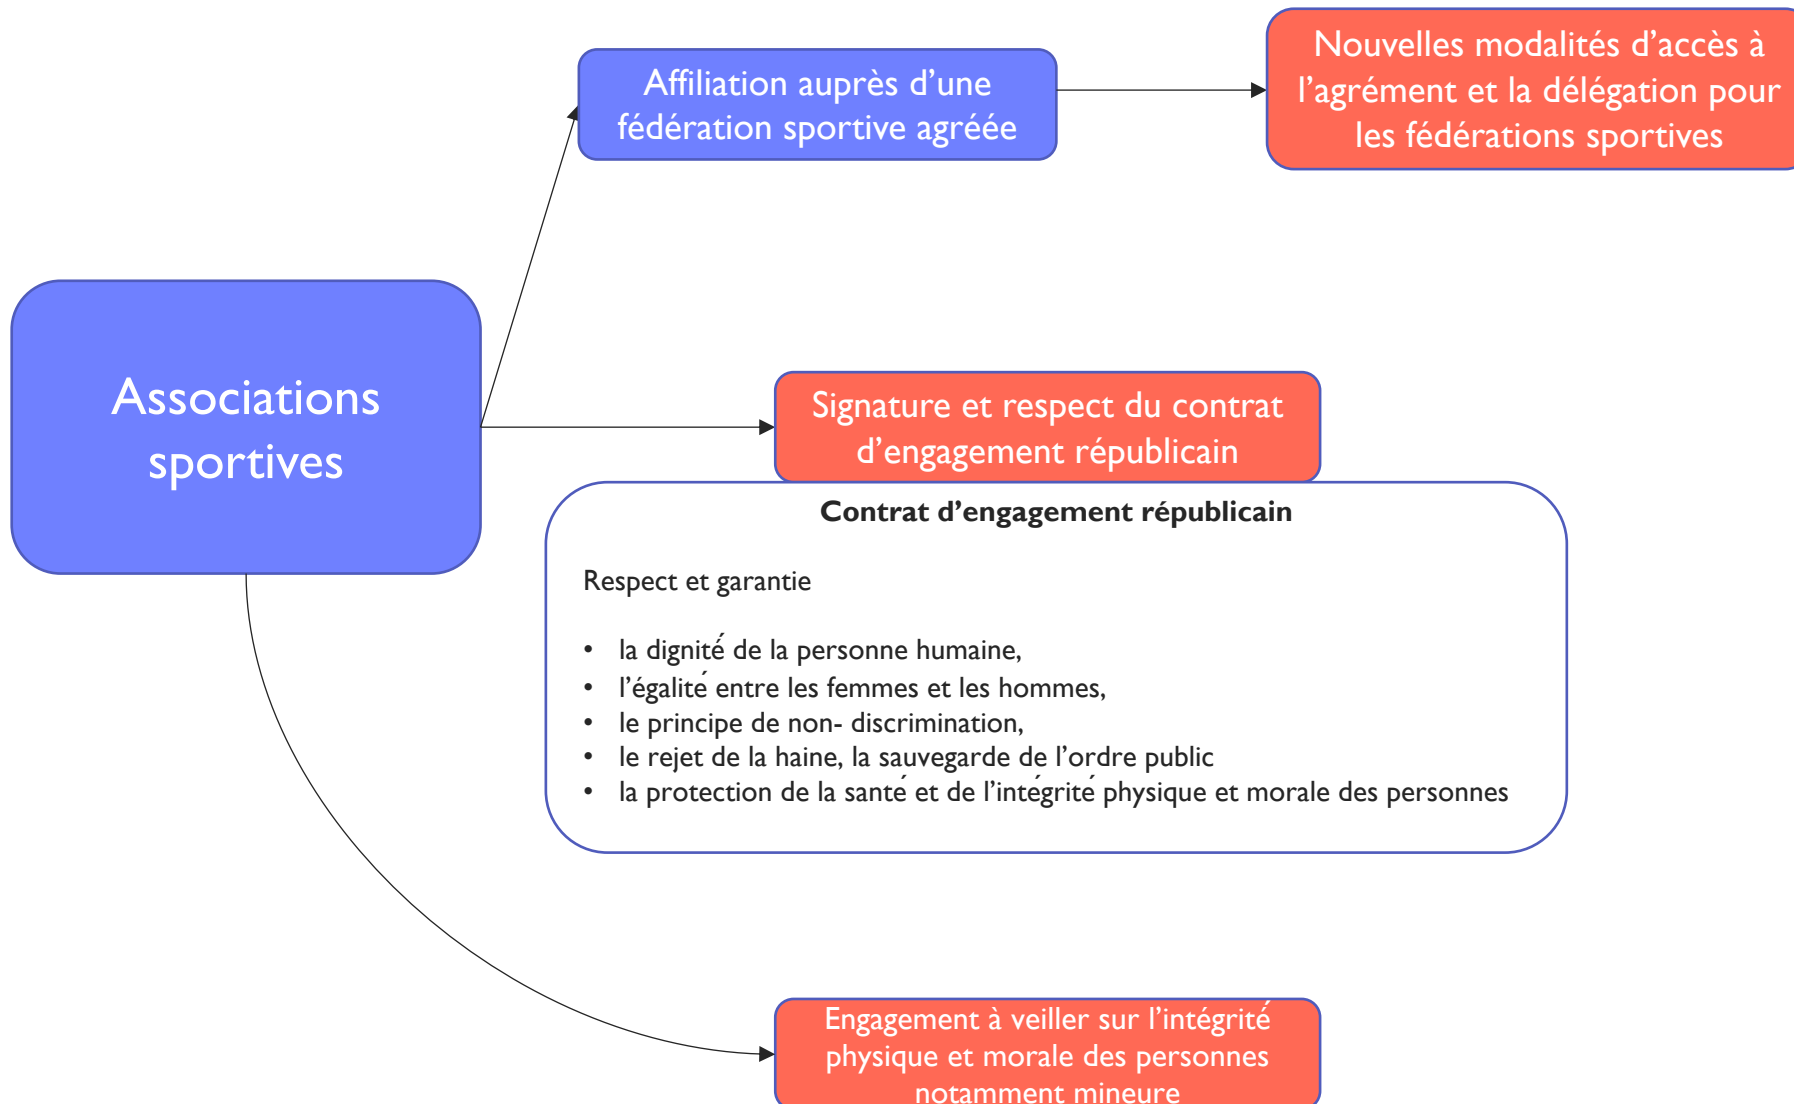 Affiliation auprès d’une
fédération sportive agréée
Nouvelles modalités d’accès à
l’agrément et la délégation pour
les fédérations sportives
Associations
sportives
Signature et respect du contrat
d’engagement républicain
Contrat d’engagement républicain
Respect et garantie
• la dignité de la personne humaine,
• l’égalité entre les femmes et les hommes,
• le principe de non- discrimination,
• le rejet de la haine, la sauvegarde de l’ordre public
• la protection de la santé et de l’intégrité physique et morale des personnes
Engagement à veiller sur l’intégrité
physique et morale des personnes
notamment mineure